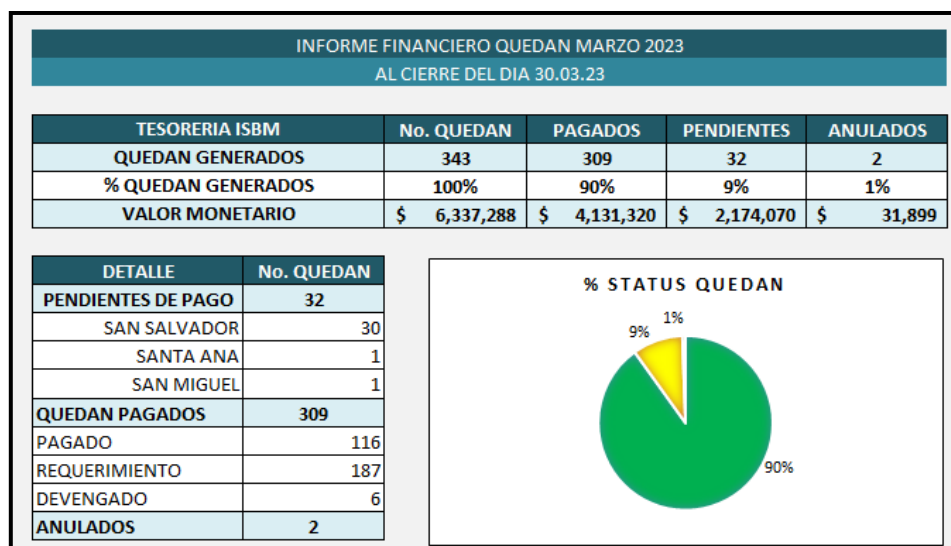 INFORME FINANCIERO QUEDAN MARZO 2023
AL CIERRE DEL DIA 30.03.23
TESORERIA ISBM No. QUEDAN PAGADOS PENDIENTES ANULADOS
QUEDAN GENERADOS 343 309 32 2
% QUEDAN GENERADOS 100% 90% 9% 1%
VALOR MONETARIO $ 6,337,288 $ 4,131,320 $ 2,174,070 $ 31,899
DETALLE No. QUEDAN
PENDIENTES DE PAGO 32
SAN SALVADOR 30
SANTA ANA 1
SAN MIGUEL 1
QUEDAN PAGADOS 309
PAGADO 116
REQUERIMIENTO 187
DEVENGADO 6
ANULADOS 2
% STATUS QUEDAN
1%
9%
90%